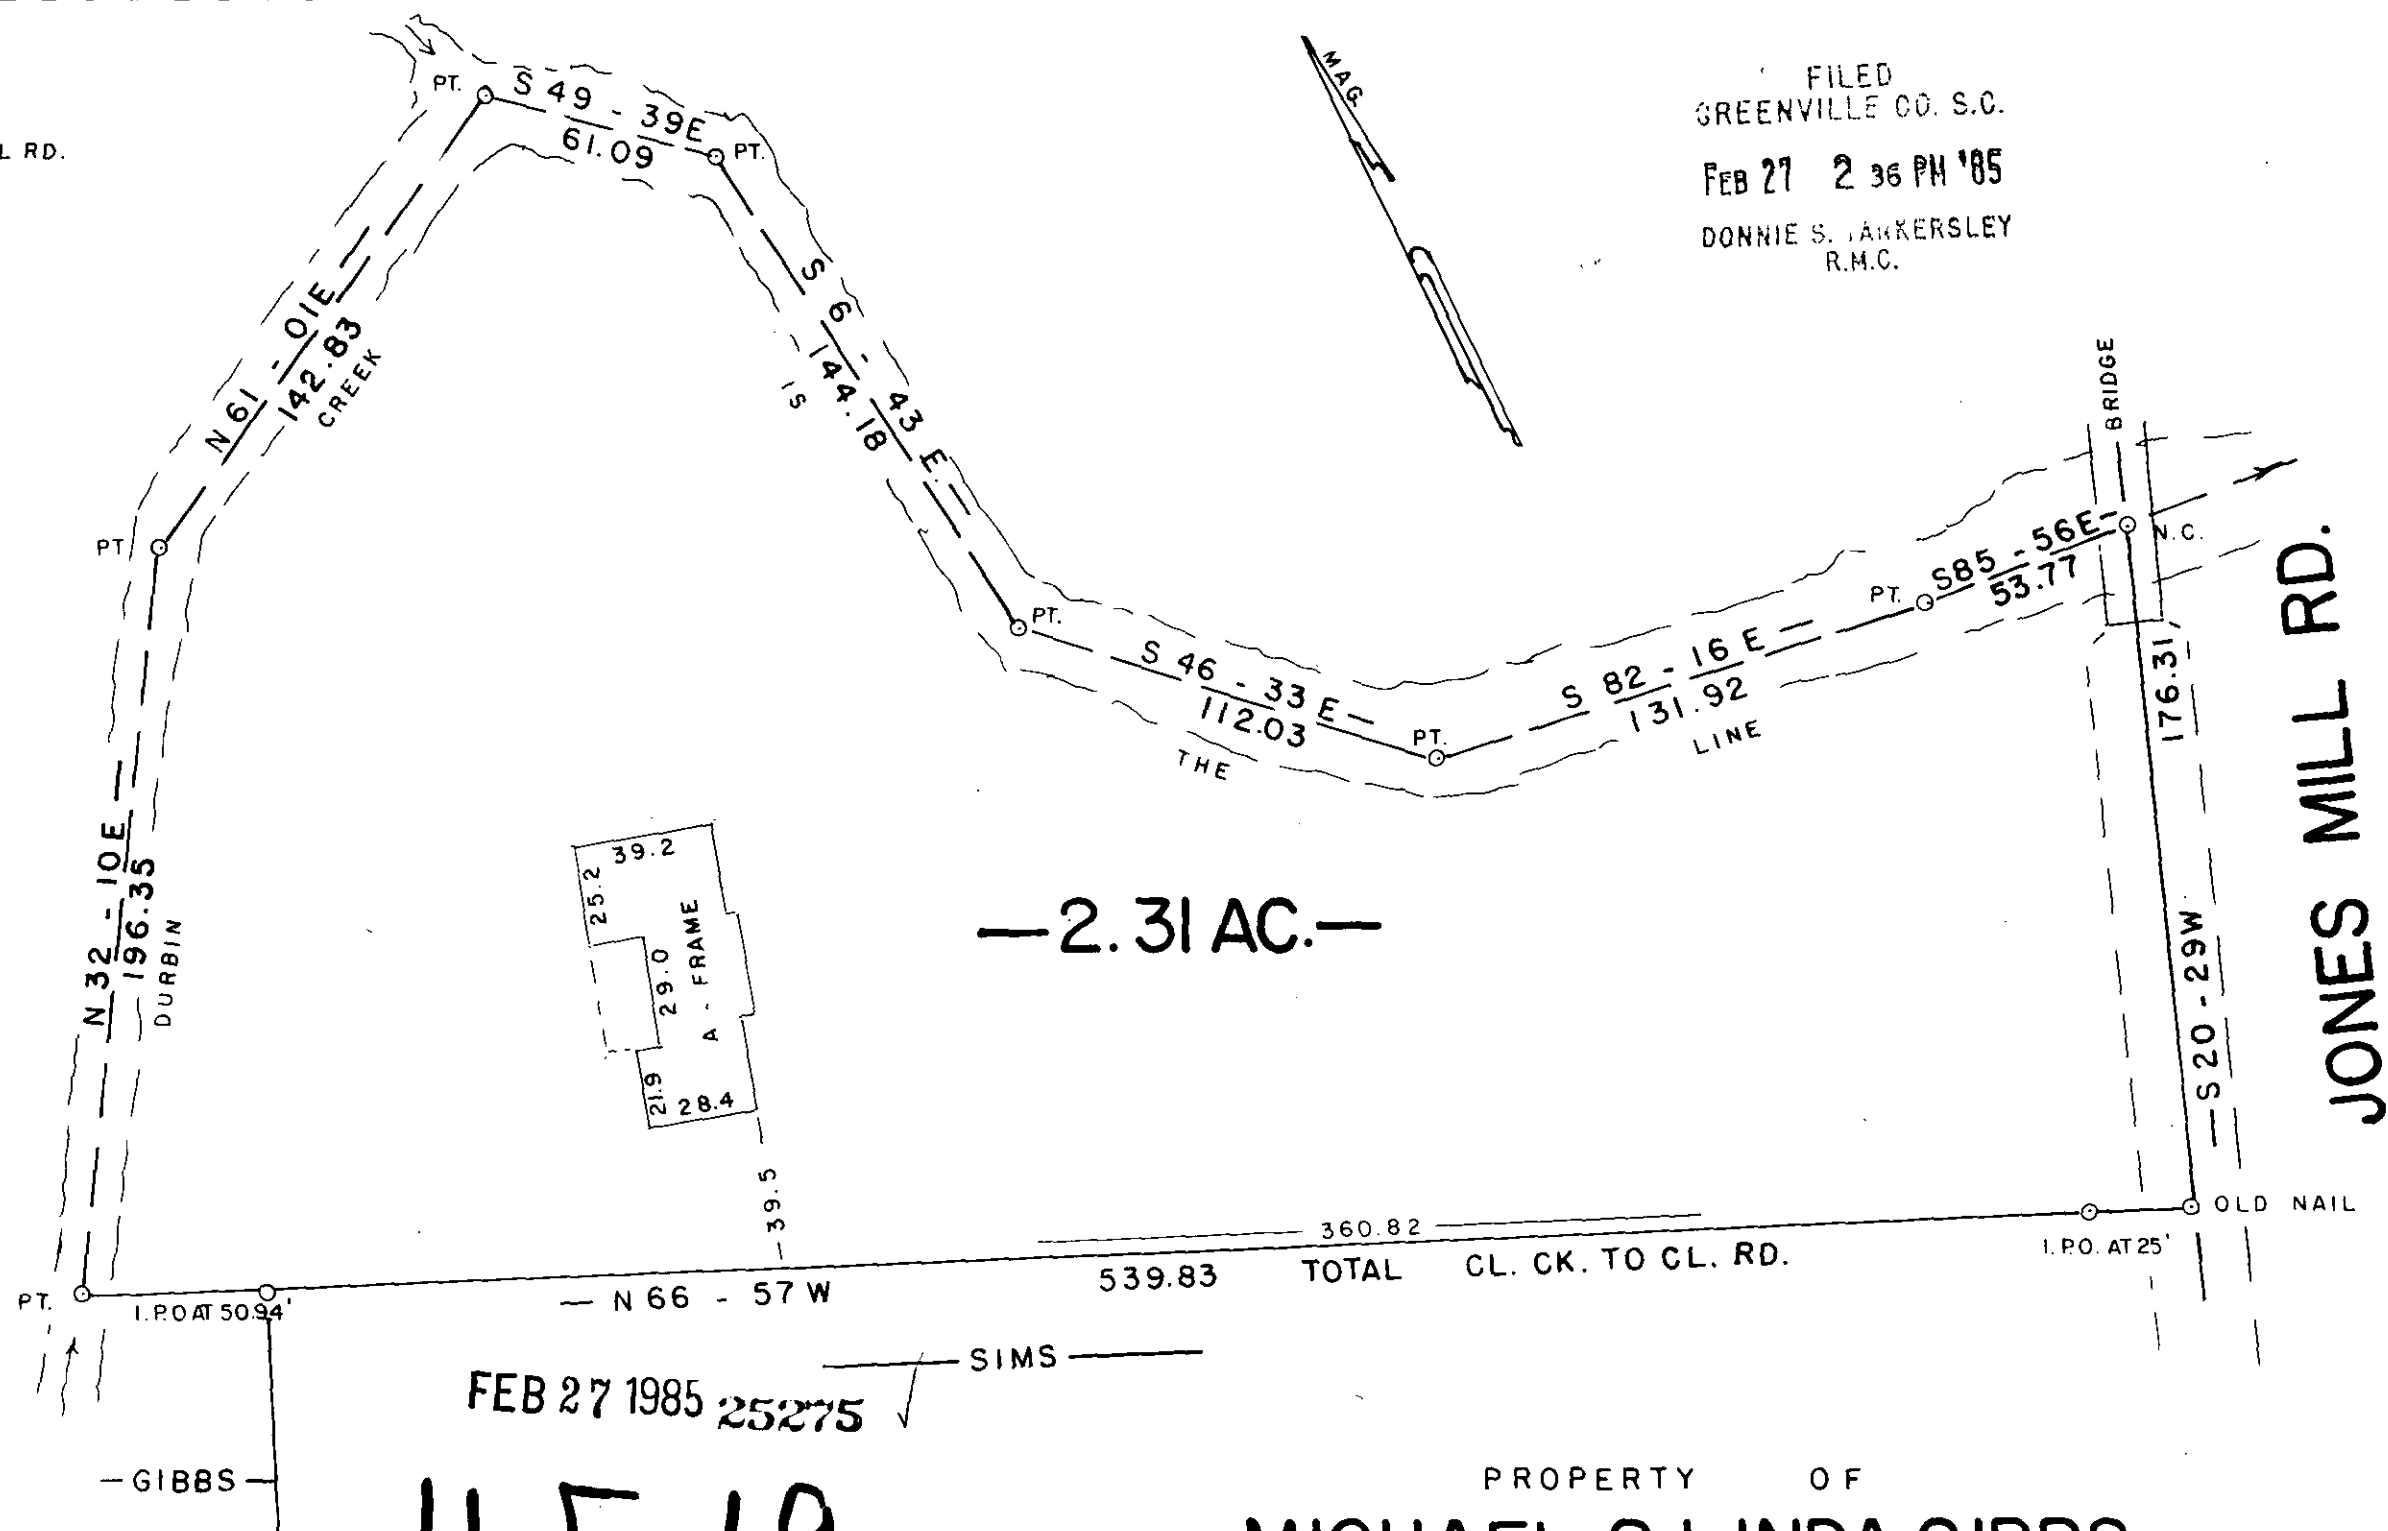 L RD.
FILED
GREENVILLE CO. S.C.
FEB 27 2 36 PM '85
DONNIE S. TANKERSLEY
R.M.C.
MAG.
PT.
S 49 - 39E
61.09
PT.
N 61 - 01E
142.83
CREEK
S 6 - 43 E
144.18
IS
BRIDGE
N.C.
PT
PT.
S 46 - 33 E
112.03
THE
PT.
S 82 - 16 E
131.92
LINE
PT.
S85 - 56E
53.77
176.31
S 20 - 29W
JONES MILL RD.
N 32 - 10E
196.35
DURBIN
39.2
25.2
29.0
A - FRAME
21.9
28.4
39.5
—2.31 AC.—
360.82
OLD NAIL
I.P.O. AT 25'
539.83 TOTAL CL. CK. TO CL. RD.
PT.
I.P.O AT 50.94'
— N 66 - 57 W
SIMS
FEB 27 1985 25275
— GIBBS —
PROPERTY OF